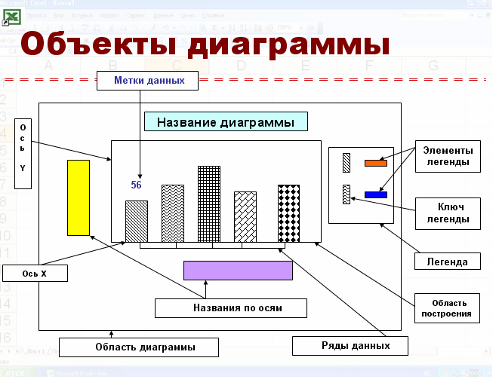 Объекты диаграммы
Метки данных
Название диаграммы
О
с
ь
Y
56
Элементы
легенды
Ключ
легенды
Легенда
Ось X
Названия по осям
Область
построения
Область диаграммы
Ряды данных